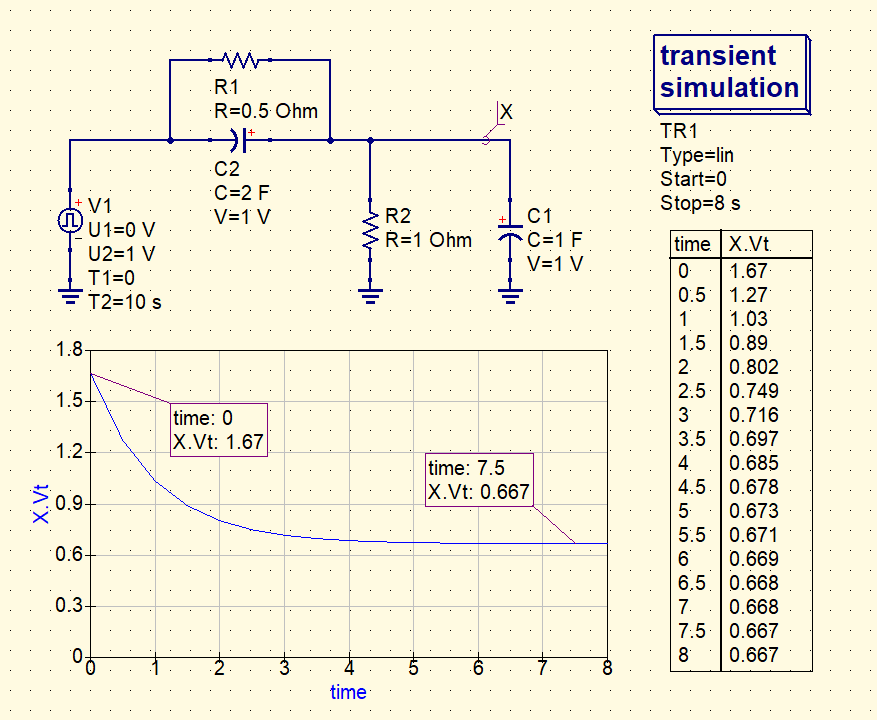 transient
simulation
TR1
Type=lin
Start=0
Stop=8 s
R1
R=0.5 Ohm
+
C2
C=2 F
V=1 V
X
+
V1
U1=0 V
U2=1 V
T1=0
T2=10 s
−
R2
R=1 Ohm
+
C1
C=1 F
V=1 V
time X.Vt
0 1.67
0.5 1.27
1 1.03
1.5 0.89
2 0.802
2.5 0.749
3 0.716
3.5 0.697
4 0.685
4.5 0.678
5 0.673
5.5 0.671
6 0.669
6.5 0.668
7 0.668
7.5 0.667
8 0.667
1.8
1.5
1.2
0.9
0.6
0.3
0
X.Vt
time: 0
X.Vt: 1.67
time: 7.5
X.Vt: 0.667
0 1 2 3 4 5 6 7 8
time